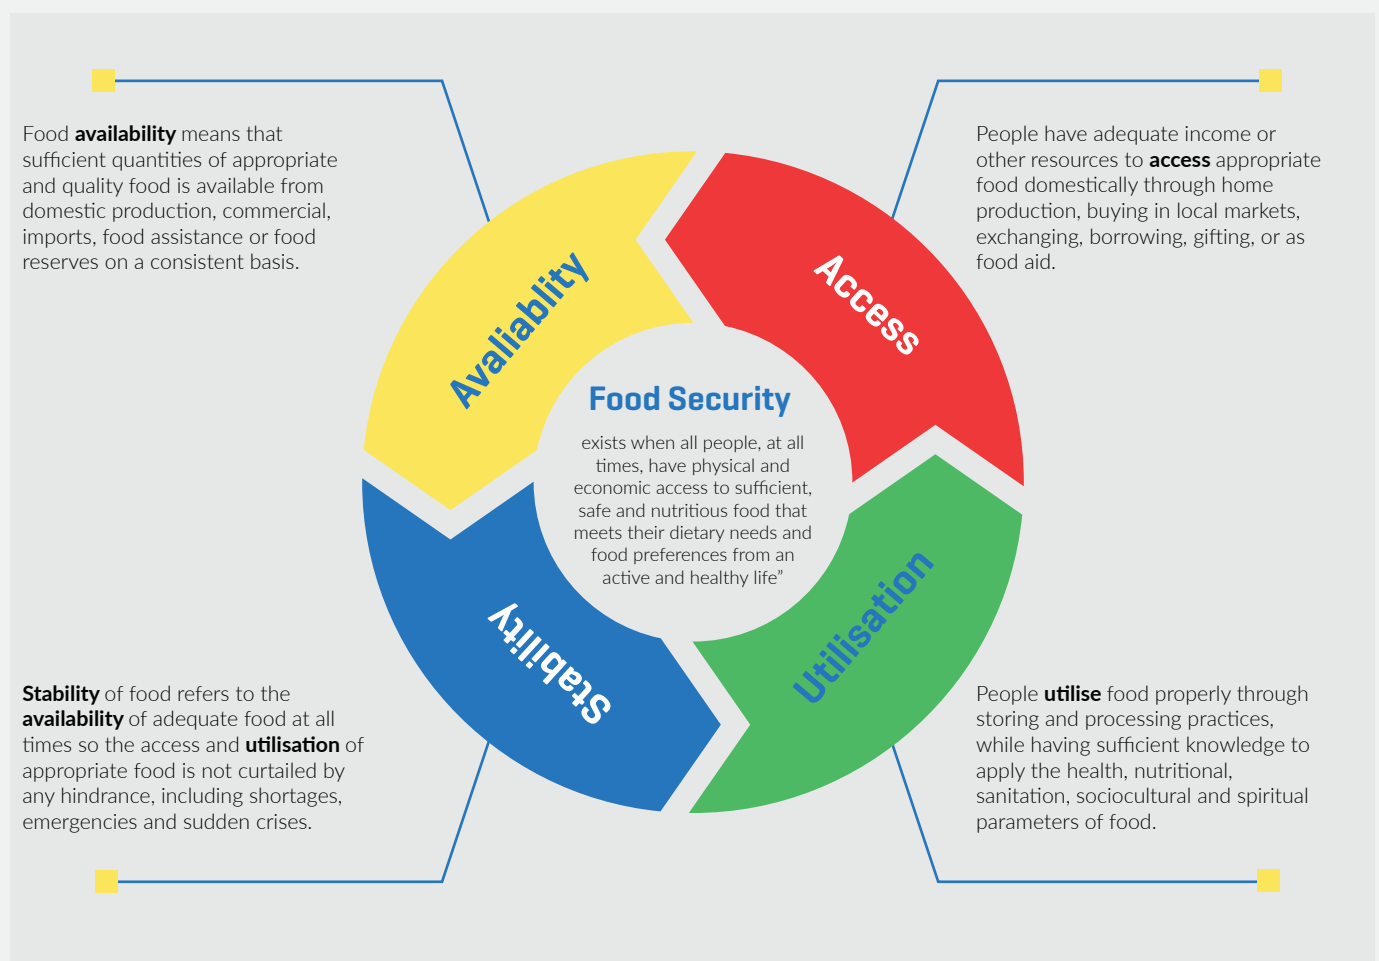 Food availability means that
sufficient quantities of appropriate
and quality food is available from
domestic production, commercial,
imports, food assistance or food
reserves on a consistent basis.
People have adequate income or
other resources to access appropriate
food domestically through home
production, buying in local markets,
exchanging, borrowing, gifting, or as
food aid.
Avaliablity
Access
Food Security
exists when all people, at all
times, have physical and
economic access to sufficient,
safe and nutritious food that
meets their dietary needs and
food preferences from an
active and healthy life”
Stability
Utilisation
Stability of food refers to the
availability of adequate food at all
times so the access and utilisation of
appropriate food is not curtailed by
any hindrance, including shortages,
emergencies and sudden crises.
People utilise food properly through
storing and processing practices,
while having sufficient knowledge to
apply the health, nutritional,
sanitation, sociocultural and spiritual
parameters of food.